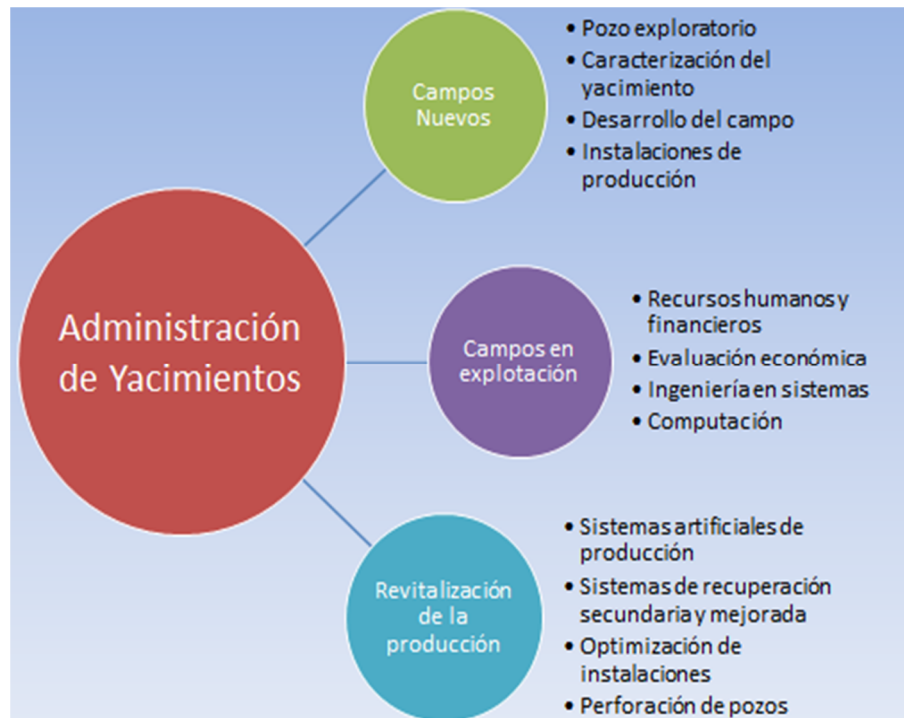 Administración
de Yacimientos
Campos
Nuevos
• Pozo exploratorio
• Caracterización del
yacimiento
• Desarrollo del campo
• Instalaciones de
producción
Campos en
explotación
• Recursos humanos y
financieros
• Evaluación económica
• Ingeniería en sistemas
• Computación
Revitalización
de la
producción
• Sistemas artificiales de
producción
• Sistemas de recuperación
secundaria y mejorada
• Optimización de
instalaciones
• Perforación de pozos